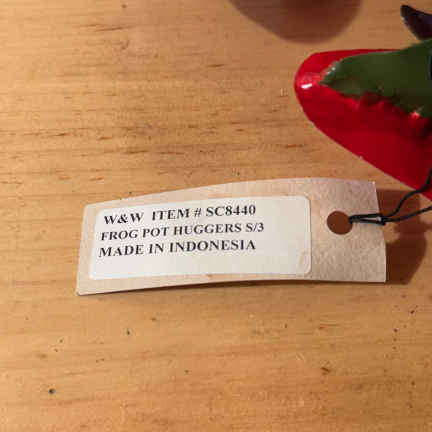 W&W ITEM # SC8440
FROG POT HUGGERS S/3
MADE IN INDONESIA